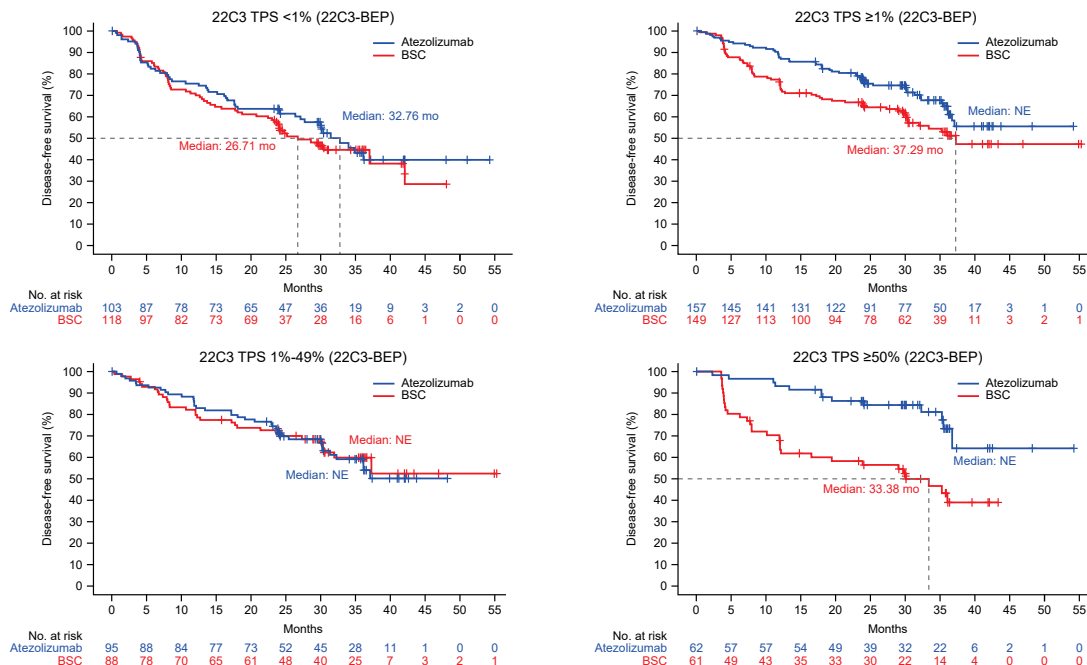 22C3 TPS <1% (22C3-BEP)
Disease-free survival (%)
100
90
80
70
60
50
40
30
20
10
0
Atezolizumab
BSC
Median: 32.76 mo
Median: 26.71 mo
0 5 10 15 20 25 30 35 40 45 50 55
Months
No. at risk
Atezolizumab 103 87 78 73 65 47 36 19 9 3 2 0
BSC 118 97 82 73 69 37 28 16 6 1 0 0
22C3 TPS ≥1% (22C3-BEP)
Disease-free survival (%)
100
90
80
70
60
50
40
30
20
10
0
Atezolizumab
BSC
Median: NE
Median: 37.29 mo
0 5 10 15 20 25 30 35 40 45 50 55
Months
No. at risk
Atezolizumab 157 145 141 131 122 91 77 50 17 3 1 0
BSC 149 127 113 100 94 78 62 39 11 3 2 1
22C3 TPS 1%-49% (22C3-BEP)
Disease-free survival (%)
100
90
80
70
60
50
40
30
20
10
0
Atezolizumab
BSC
Median: NE
Median: NE
0 5 10 15 20 25 30 35 40 45 50 55
Months
No. at risk
Atezolizumab 95 88 84 77 73 52 45 28 11 1 0 0
BSC 88 78 70 65 61 48 40 25 7 3 2 1
22C3 TPS ≥50% (22C3-BEP)
Disease-free survival (%)
100
90
80
70
60
50
40
30
20
10
0
Atezolizumab
BSC
Median: NE
Median: 33.38 mo
0 5 10 15 20 25 30 35 40 45 50 55
Months
No. at risk
Atezolizumab 62 57 57 54 49 39 32 22 6 2 1 0
BSC 61 49 43 35 33 30 22 14 4 0 0 0